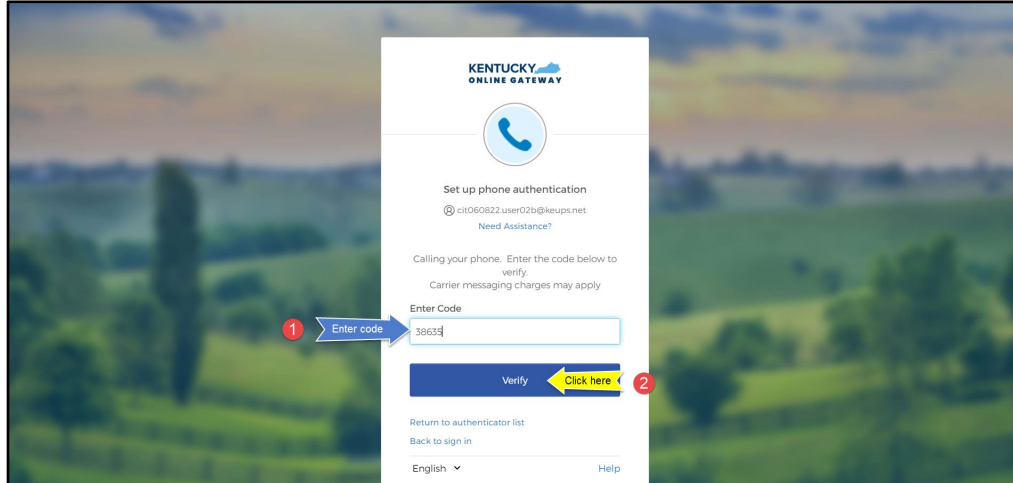 KENTUCKY
ONLINE GATEWAY
Set up phone authentication
cit060822.user02b@keups.net
Need Assistance?
Calling your phone. Enter the code below to
verify.
Carrier messaging charges may apply
Enter Code
1 Enter code 38635
Verify Click here 2
Return to authenticator list
Back to sign in
English Help